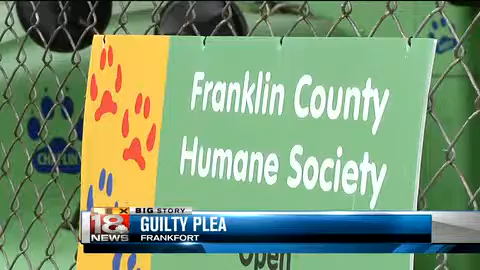 Franklin County
Humane Society
BIG STORY
18
NEWS
GUILTY PLEA
FRANKFORT
Open